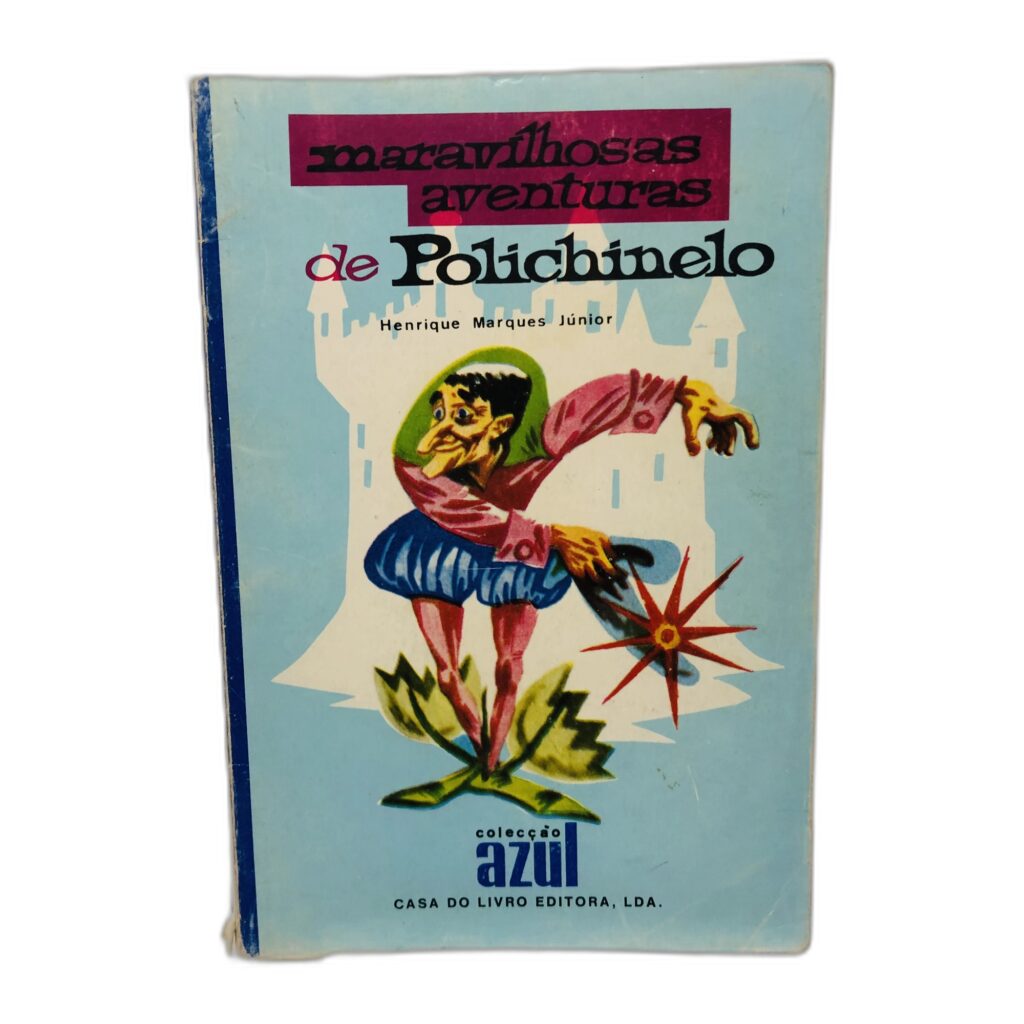 maravilhosas
aventuras
de Polichinelo
Henrique Marques Júnior
colecção
azul
CASA DO LIVRO EDITORA, LDA.